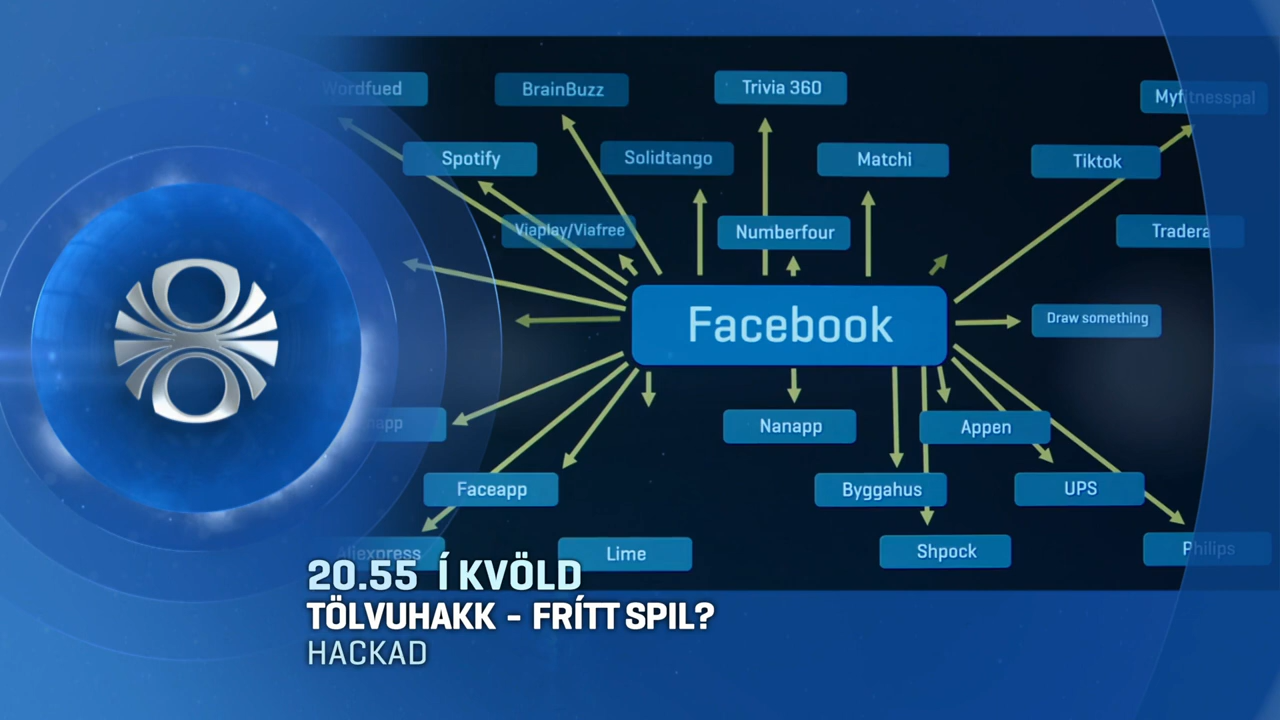 Wordfued
BrainBuzz
Trivia 360
Myfitnesspal
Spotify
Solidtango
Matchi
Tiktok
Viaplay/Viafree
Numberfour
Tradera
Facebook
Draw something
Nanapp
Appen
Faceapp
Byggahus
UPS
Aliexpress
Lime
Shpock
Philips
20.55 Í KVÖLD
TÖLVUHAKK - FRÍTT SPIL?
HACKAD